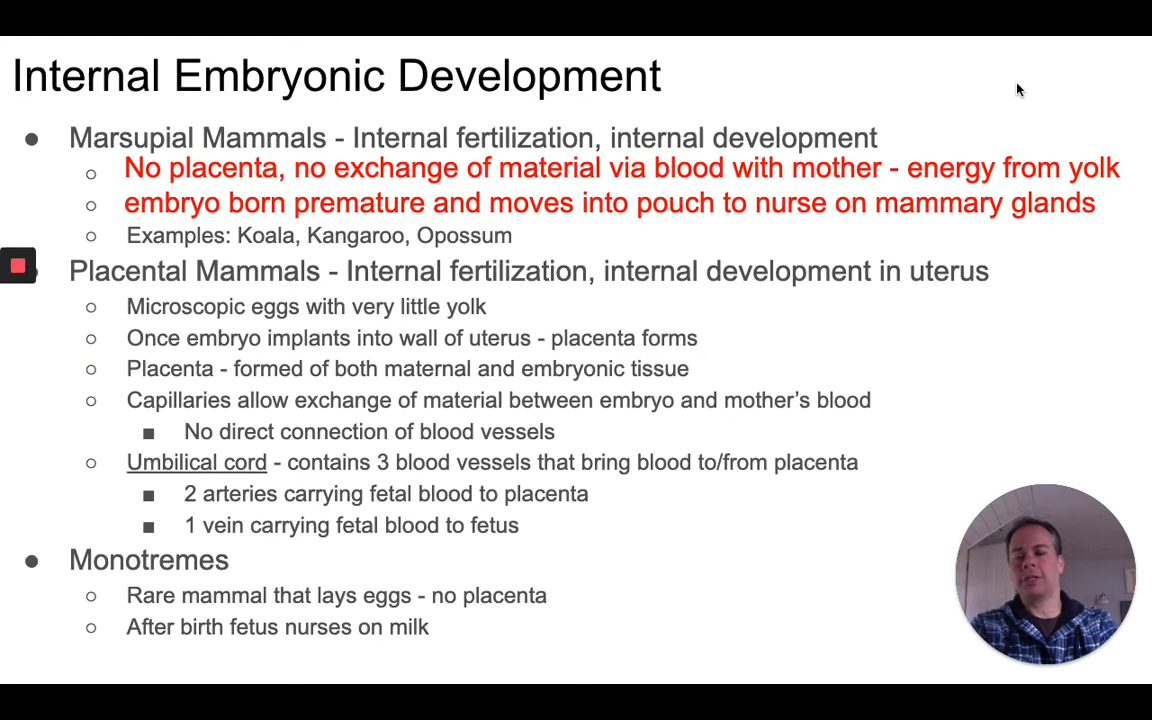 Internal Embryonic Development
● Marsupial Mammals - Internal fertilization, internal development
○ No placenta, no exchange of material via blood with mother - energy from yolk
○ embryo born premature and moves into pouch to nurse on mammary glands
○ Examples: Koala, Kangaroo, Opossum
Placental Mammals - Internal fertilization, internal development in uterus
○ Microscopic eggs with very little yolk
○ Once embryo implants into wall of uterus - placenta forms
○ Placenta - formed of both maternal and embryonic tissue
○ Capillaries allow exchange of material between embryo and mother’s blood
■ No direct connection of blood vessels
○ Umbilical cord - contains 3 blood vessels that bring blood to/from placenta
■ 2 arteries carrying fetal blood to placenta
■ 1 vein carrying fetal blood to fetus
● Monotremes
○ Rare mammal that lays eggs - no placenta
○ After birth fetus nurses on milk